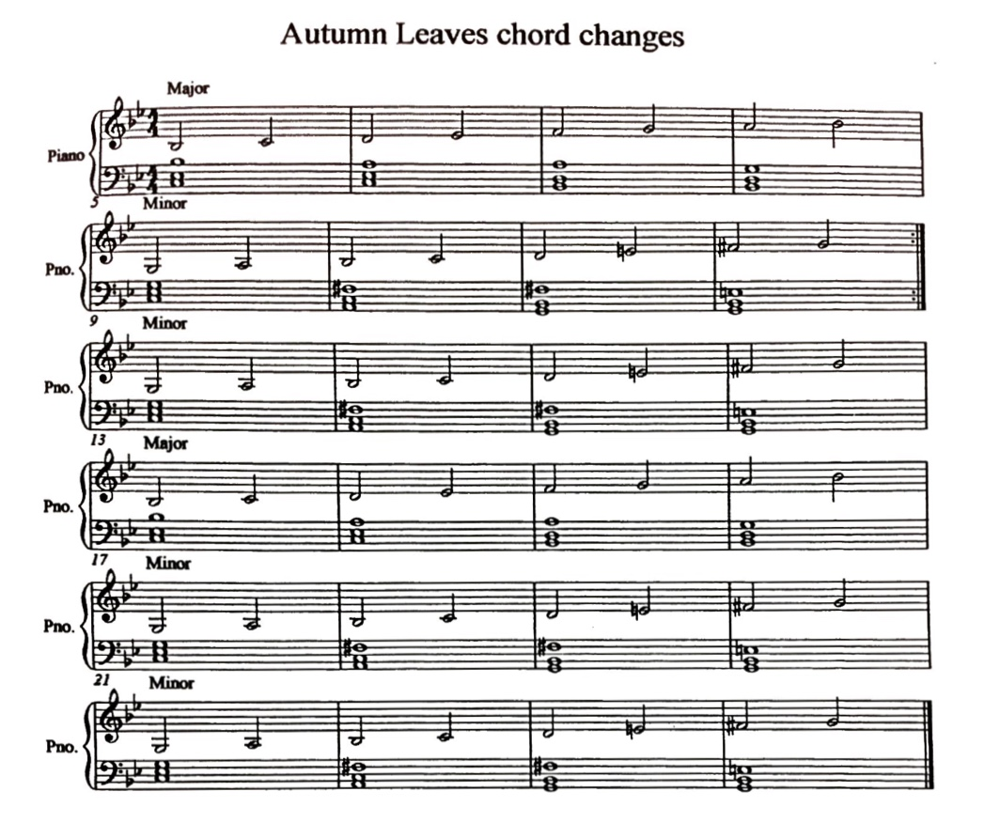 Autumn Leaves chord changes
Major
Piano
5
Minor
Pno.
9
Minor
Pno.
13
Major
Pno.
17
Minor
Pno.
21
Minor
Pno.